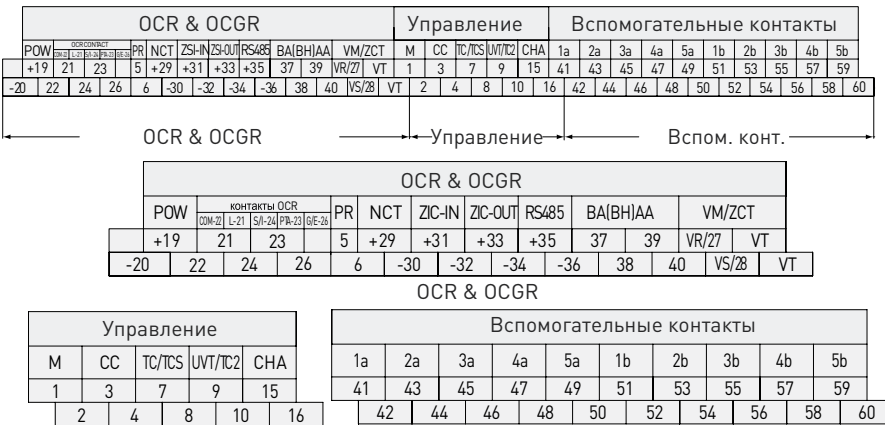 OCR & OCGR Управление Вспомогательные контакты
POW OCR CONTACT PR NCT ZSI-IN ZSI-OUT RS485 BA(BH)AA VM/ZCT M CC TC/TCS UVT/TC2 CHA 1a 2a 3a 4a 5a 1b 2b 3b 4b 5b
COM-22 L-21 S/I-24 PTA-23 G/E-26
+19 21 23 5 +29 +31 +33 +35 37 39 VR/27 VT 1 3 7 9 15 41 43 45 47 49 51 53 55 57 59
-20 22 24 26 6 -30 -32 -34 -36 38 40 VS/28 VT 2 4 8 10 16 42 44 46 48 50 52 54 56 58 60
OCR & OCGR Управление Вспом. конт.
OCR & OCGR
POW контакты OCR PR NCT ZIC-IN ZIC-OUT RS485 BA(BH)AA VM/ZCT
COM-22 L-21 S/I-24 PTA-23 G/E-26
+19 21 23 5 +29 +31 +33 +35 37 39 VR/27 VT
-20 22 24 26 6 -30 -32 -34 -36 38 40 VS/28 VT
OCR & OCGR
Управление
M CC TC/TCS UVT/TC2 CHA
1 3 7 9 15
2 4 8 10 16
Вспомогательные контакты
1a 2a 3a 4a 5a 1b 2b 3b 4b 5b
41 43 45 47 49 51 53 55 57 59
42 44 46 48 50 52 54 56 58 60